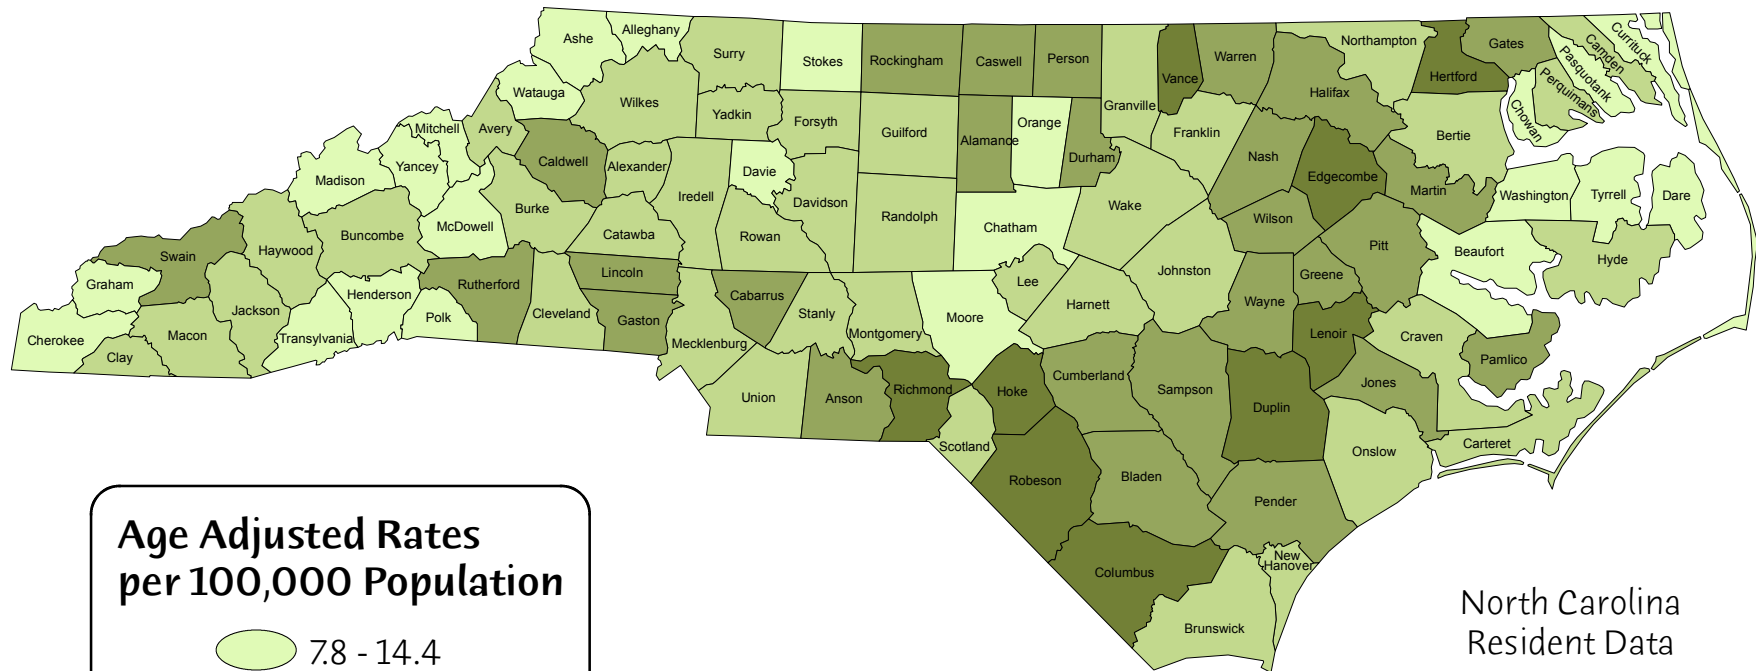 Ashe
Alleghany
Surry
Stokes
Rockingham
Caswell
Person
Vance
Warren
Northampton
Hertford
Gates
Camden
Currituck
Pasquotank
Perquimans
Chowan
Watauga
Wilkes
Yadkin
Forsyth
Guilford
Alamance
Orange
Durham
Granville
Franklin
Halifax
Bertie
Mitchell
Avery
Caldwell
Alexander
Iredell
Davie
Davidson
Randolph
Chatham
Wake
Nash
Edgecombe
Martin
Washington
Tyrrell
Dare
Madison
Yancey
McDowell
Burke
Catawba
Rowan
Johnston
Wilson
Pitt
Beaufort
Hyde
Swain
Haywood
Buncombe
Rutherford
Lincoln
Cabarrus
Stanly
Montgomery
Moore
Lee
Harnett
Wayne
Greene
Lenoir
Craven
Pamlico
Graham
Cherokee
Clay
Macon
Jackson
Transylvania
Henderson
Polk
Cleveland
Gaston
Mecklenburg
Union
Anson
Richmond
Hoke
Cumberland
Sampson
Duplin
Jones
Carteret
Scotland
Robeson
Bladen
Pender
Onslow
Columbus
Brunswick
New
Hanover
Age Adjusted Rates
per 100,000 Population
7.8 - 14.4
North Carolina
Resident Data